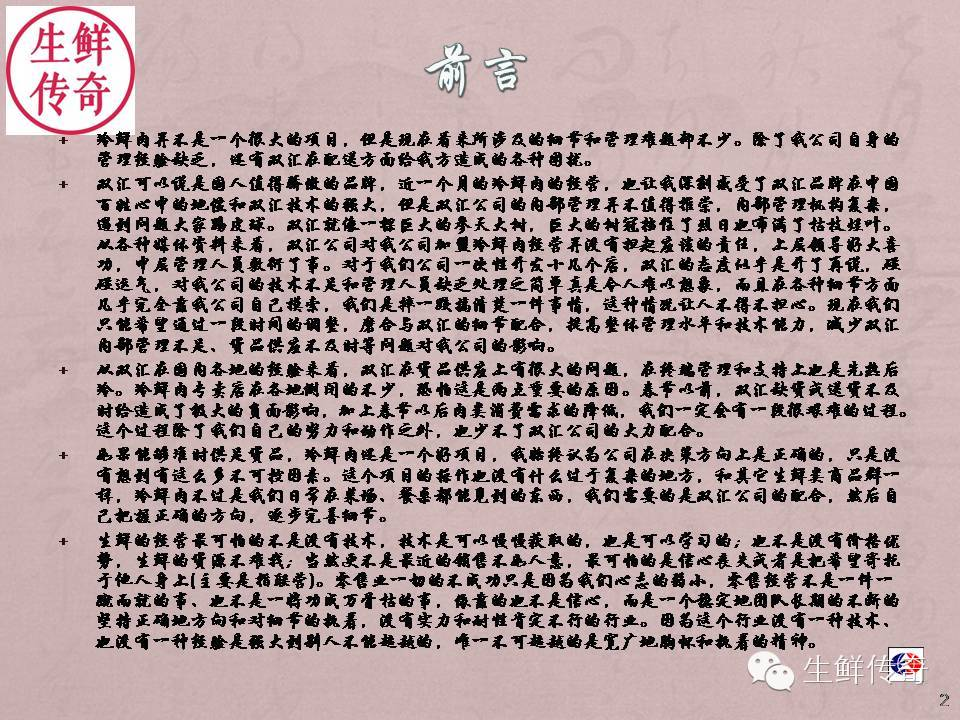 生鲜
传奇
前言
冷鲜肉并不是一个很大的项目，但是现在看来所涉及的细节和管理难题却不少。除了我公司自身的
管理经验缺乏，还有双汇在配送方面给我方造成的各种困扰。
双汇可以说是国人值得骄傲的品牌，近一个月的冷鲜肉的经营，也让我深刻感受了双汇品牌在中国
百姓心中的地位和双汇技术的强大，但是双汇公司的内部管理并不值得推崇，内部管理机构复杂，
遇到问题大家踢皮球。双汇就像一棵巨大的参天大树，巨大的树冠挡住了烈日也布满了枯枝烂叶。
从各种媒体资料来看，双汇公司对我公司加盟冷鲜肉经营并没有担起应该的责任，上层领导好大喜
功，中层管理人员敷衍了事。对于我们公司一次性开发十几个店，双汇的态度似乎是开了再说，碰
碰运气，对我公司的技术不足和管理人员缺乏处理之简单真是令人难以想象，而且在各种细节方面
几乎完全靠我公司自己摸索，我们是摔一跤搞清楚一件事情，这种情况让人不得不担心。现在我们
只能希望通过一段时间的调整，磨合与双汇的细节配合，提高整体管理水平和技术能力，减少双汇
内部管理不足、货品供应不及时等问题对我公司的影响。
从双汇在国内各地的经验来看，双汇在货品供应上有很大的问题，在终端管理和支持上也是先热后
冷。冷鲜肉专卖店在各地倒闭的不少，恐怕这是两点重要的原因。春节以前，双汇缺货或送货不及
时给造成了极大的负面影响，加上春节以后肉类消费需求的降低，我们一定会有一段很艰难的过程。
这个过程除了我们自己的努力和动作之外，也少不了双汇公司的大力配合。
如果能够准时供足货品，冷鲜肉还是一个好项目，我始终认为公司在决策方向上是正确的，只是没
有想到有这么多不可控因素。这个项目的操作也没有什么过于复杂的地方，和其它生鲜类商品鲜一
样，冷鲜肉不过是我们日常在菜场、餐桌都能见到的东西，我们需要的是双汇公司的配合，然后自
己把握正确的方向，逐步完善细节。
生鲜的经营最可怕的不是没有技术，技术是可以慢慢获取的，也是可以学习的；也不是没有价格优
势，生鲜的货源不难找；当然更不是最近的销售不如人意，最可怕的是信心丧失或者是把希望寄托
于他人身上(主要是指联营)。零售业一切的不成功只是因为我们心态的弱小，零售经营不是一件一
蹴而就的事、也不是一将功成万骨枯的事，依靠的也不是信心，而是一个稳定地团队长期的不断的
坚持正确地方向和对细节的执着，没有实力和耐性肯定不行的行业。因为这个行业没有一种技术、
也没有一种经验是强大到别人不能超越的，唯一不可超越的是宽广地胸怀和执着的精神。
生鲜传奇
2